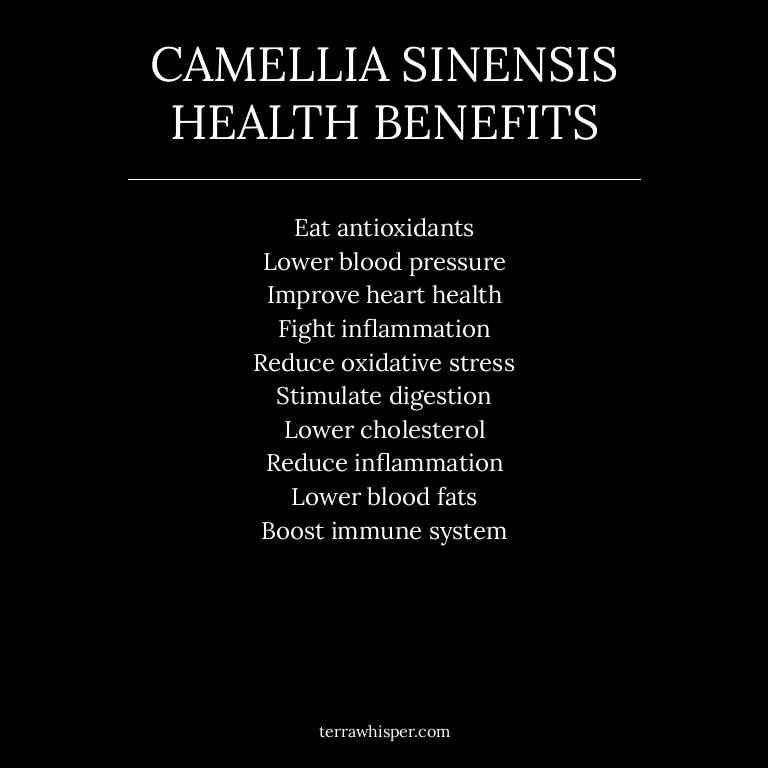 CAMELLIA SINENSIS
HEALTH BENEFITS
Eat antioxidants
Lower blood pressure
Improve heart health
Fight inflammation
Reduce oxidative stress
Stimulate digestion
Lower cholesterol
Reduce inflammation
Lower blood fats
Boost immune system
terrawhisper.com